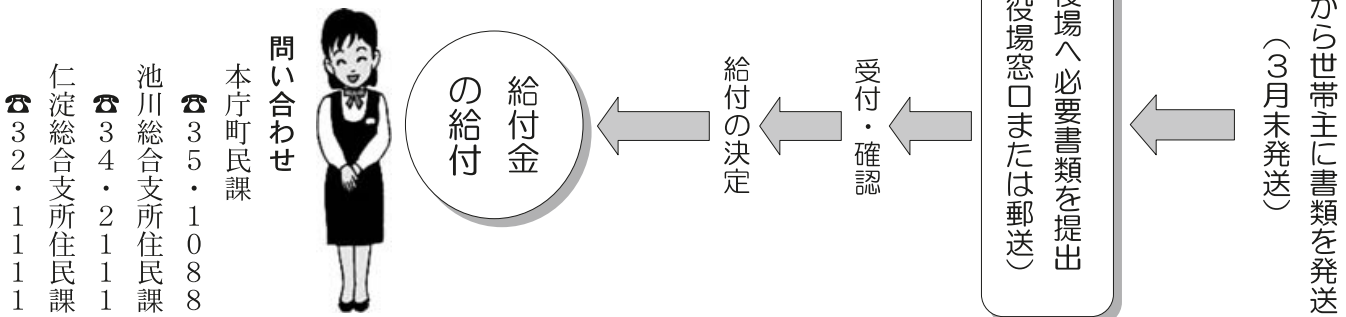 から世帯主に書類を発送
(3月末発送)
役場へ必要書類を提出
役場窓口または郵送)
受付・確認
給付の決定
給付金
の給付
問い合わせ
本庁町民課
☎35・1088
池川総合支所住民課
☎34・2111
仁淀総合支所住民課
☎32・1111